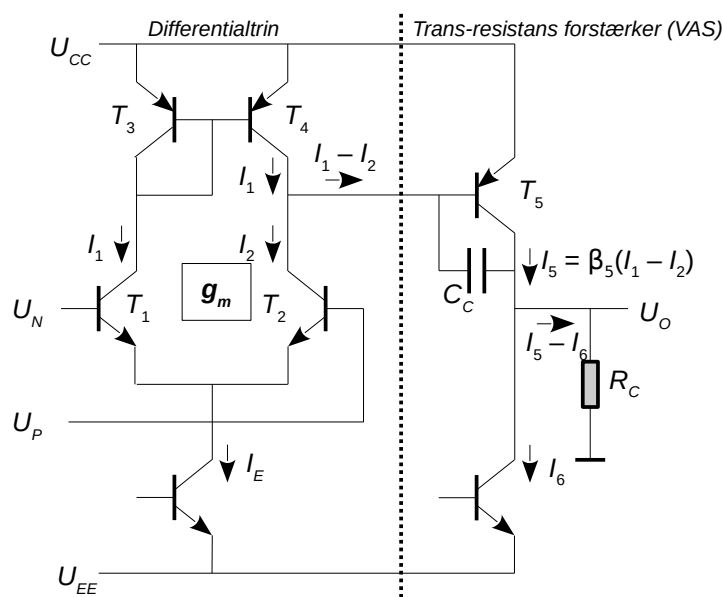 Differentialtrin
Trans-resistans forstærker (VAS)
U_CC
T_3
T_4
I_1 – I_2
I_1
T_5
I_1
I_2
I_5 = β_5(I_1 – I_2)
C_C
g_m
U_N
T_1
T_2
U_O
I_5 – I_6
R_C
U_P
I_E
I_6
U_EE